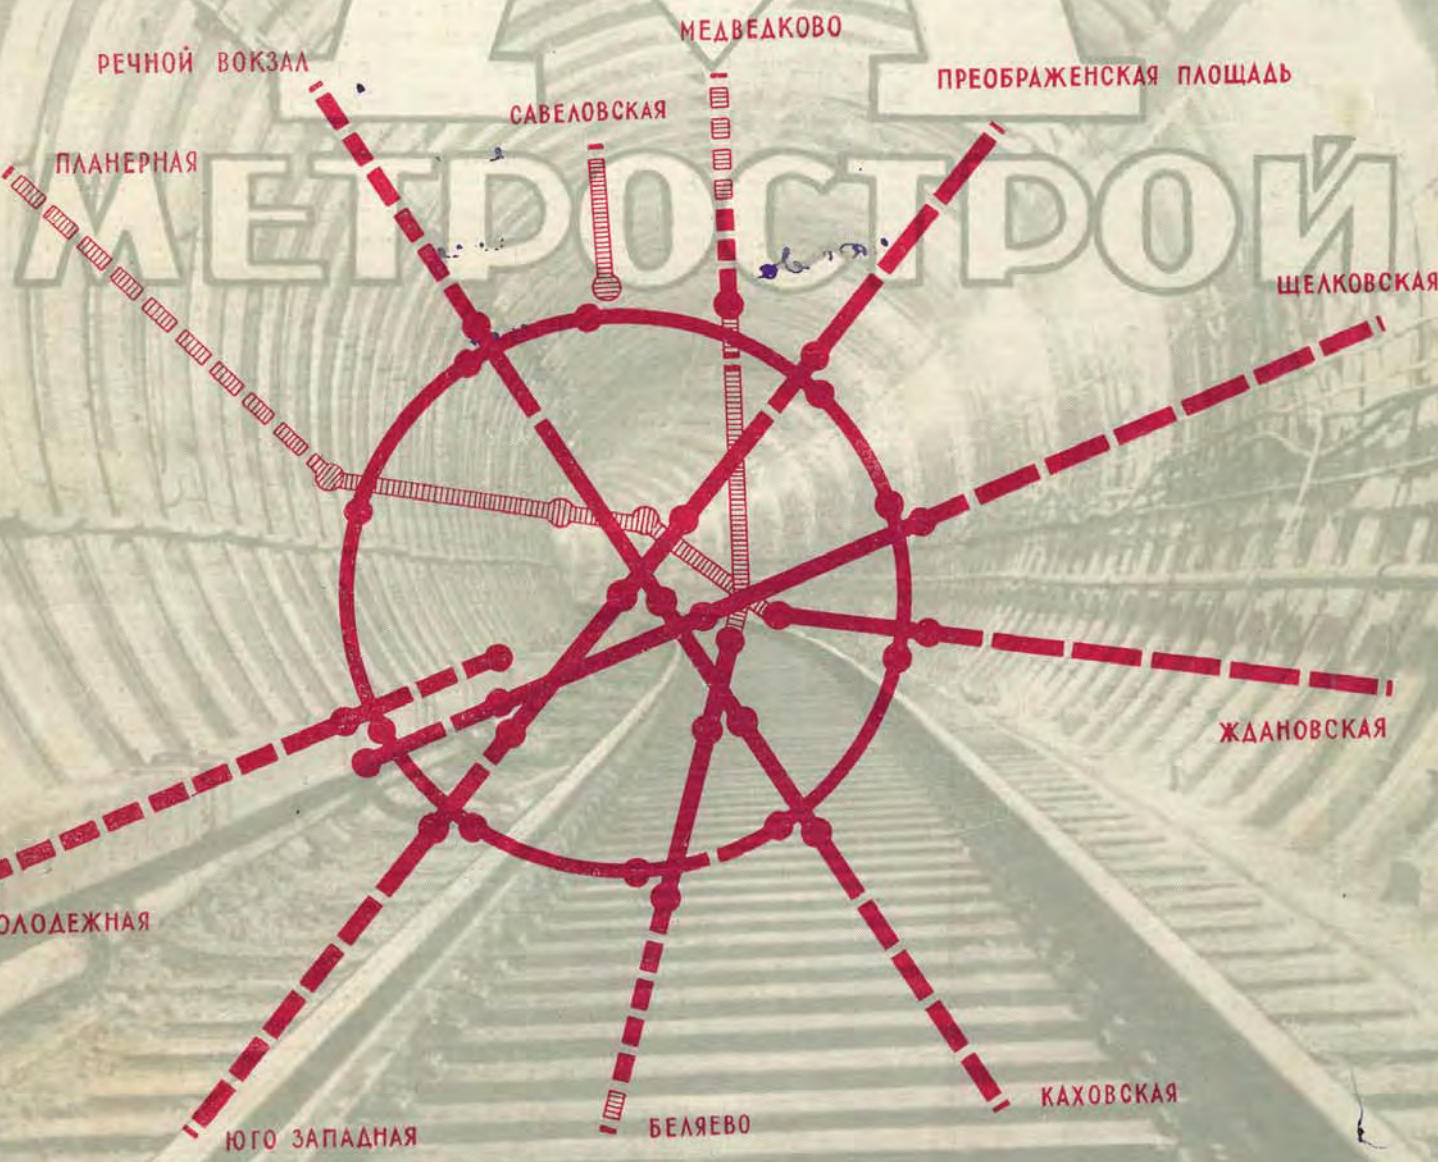 МЕДВЕДКОВО
РЕЧНОЙ ВОКЗАЛ
ПРЕОБРАЖЕНСКАЯ ПЛОЩАДЬ
САВЕЛОВСКАЯ
ПЛАНЕРНАЯ
МЕТРОСТРОЙ
ЩЕЛКОВСКАЯ
ЖДАНОВСКАЯ
ОЛОДЕЖНАЯ
КАХОВСКАЯ
БЕЛЯЕВО
ЮГО ЗАПАДНАЯ